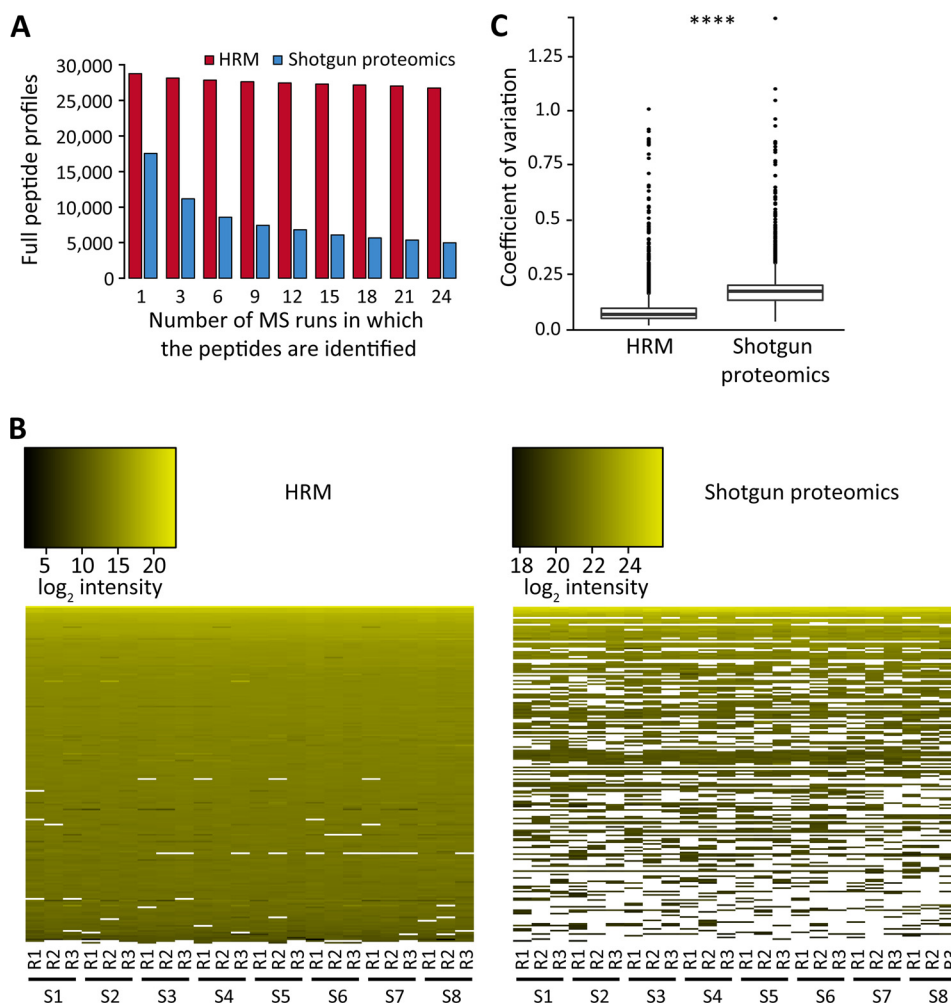 A
HRM Shotgun proteomics
Full peptide profiles
30,000
25,000
20,000
15,000
10,000
5,000
0
1 3 6 9 12 15 18 21 24
Number of MS runs in which
the peptides are identified
C
****
Coefficient of variation
1.25
1.0
0.75
0.5
0.25
0.0
HRM
Shotgun
proteomics
B
HRM
5 10 15 20
log2 intensity
R1 R2 R3 R1 R2 R3 R1 R2 R3 R1 R2 R3 R1 R2 R3 R1 R2 R3 R1 R2 R3 R1 R2 R3
S1 S2 S3 S4 S5 S6 S7 S8
Shotgun proteomics
18 20 22 24
log2 intensity
R1 R2 R3 R1 R2 R3 R1 R2 R3 R1 R2 R3 R1 R2 R3 R1 R2 R3 R1 R2 R3 R1 R2 R3
S1 S2 S3 S4 S5 S6 S7 S8